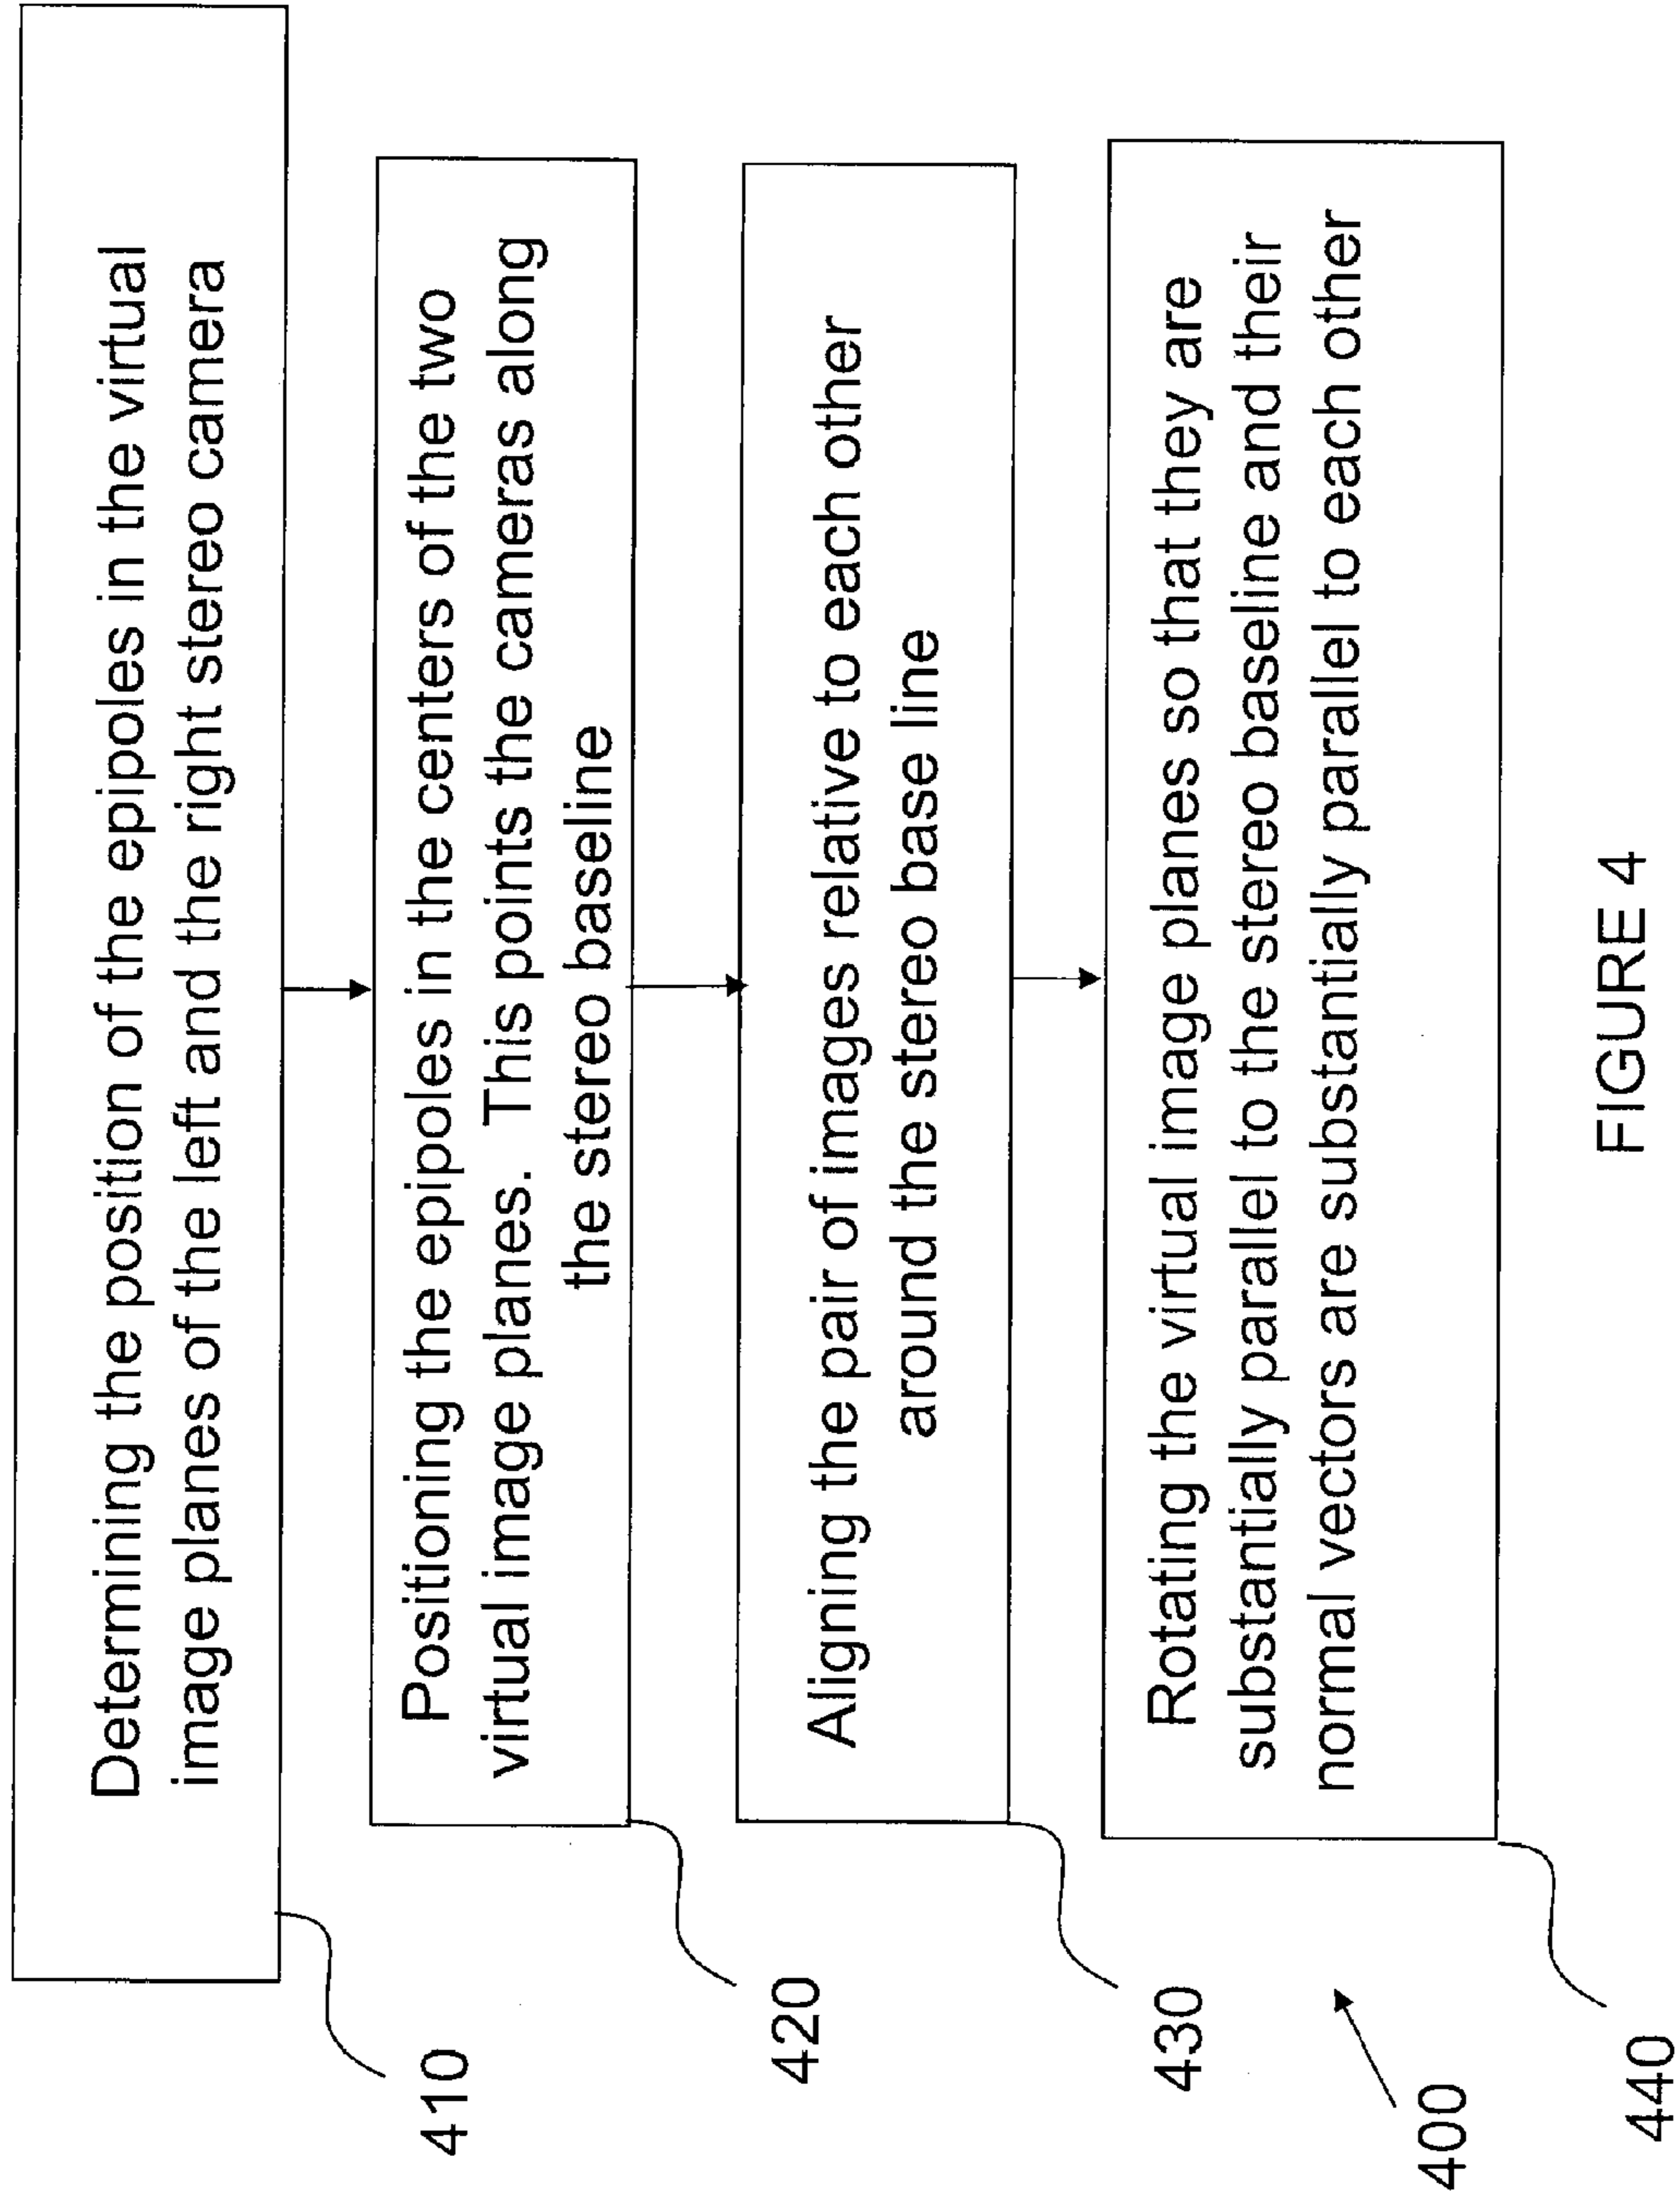 Determining the position of the epipoles in the virtual
image planes of the left and the right stereo camera
410
Positioning the epipoles in the centers of the two
virtual image planes. This points the cameras along
the stereo baseline
420
Aligning the pair of images relative to each other
around the stereo base line
430
Rotating the virtual image planes so that they are
substantially parallel to the stereo baseline and their
normal vectors are substantially parallel to each other
440
400
FIGURE 4